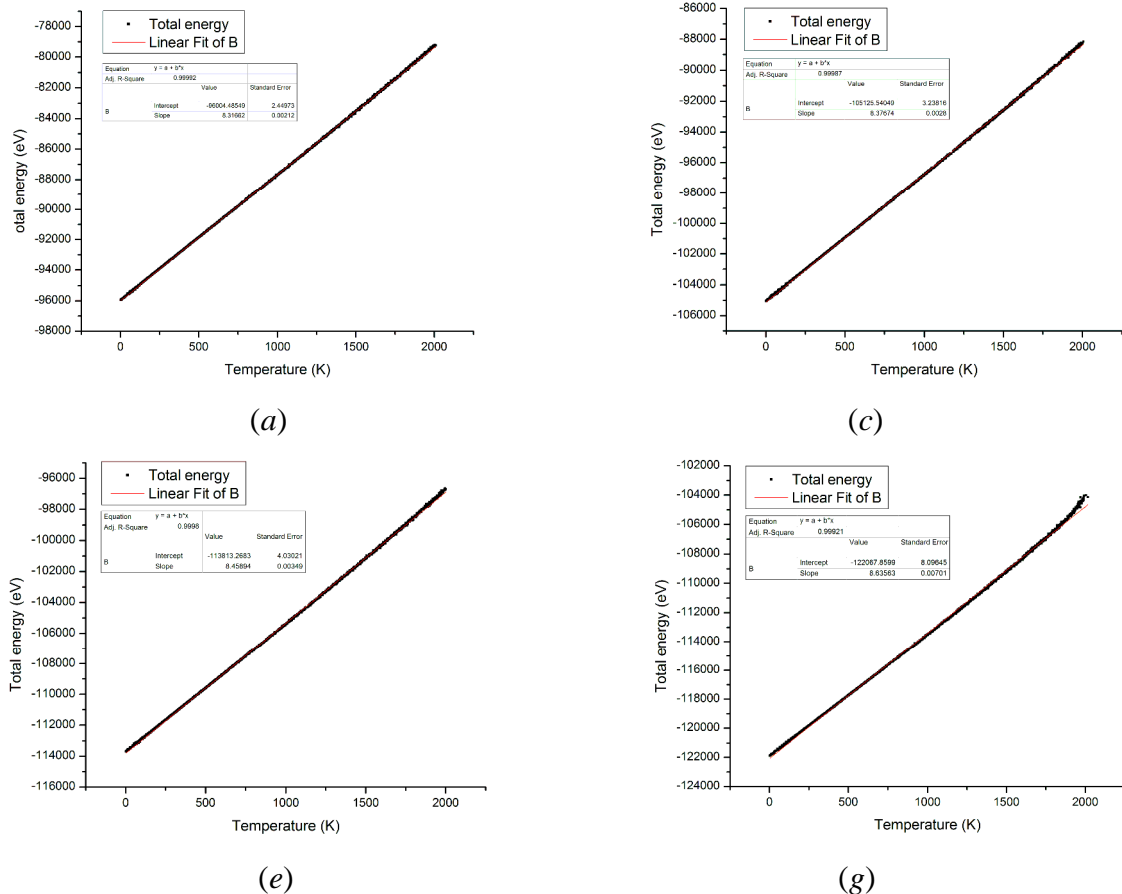 -78000
-80000
-82000
-84000
-86000
-88000
-90000
-92000
-94000
-96000
-98000
otal energy (eV)
Total energy
Linear Fit of B
Equation y = a + b*x
Adj. R-Square 0.99992
Value Standard Error
B Intercept -96004.48549 2.44973
Slope 8.31662 0.00212
0 500 1000 1500 2000
Temperature (K)
(a)
-86000
-88000
-90000
-92000
-94000
-96000
-98000
-100000
-102000
-104000
-106000
Total energy (eV)
Total energy
Linear Fit of B
Equation y = a + b*x
Adj. R-Square 0.99987
Value Standard Error
B Intercept -105125.54049 3.23816
Slope 8.37674 0.0028
0 500 1000 1500 2000
Temperature (K)
(c)
-96000
-98000
-100000
-102000
-104000
-106000
-108000
-110000
-112000
-114000
-116000
Total energy (eV)
Total energy
Linear Fit of B
Equation y = a + b*x
Adj. R-Square 0.9998
Value Standard Error
B Intercept -113813.2683 4.03021
Slope 8.45894 0.00349
0 500 1000 1500 2000
Temperature (K)
(e)
-102000
-104000
-106000
-108000
-110000
-112000
-114000
-116000
-118000
-120000
-122000
-124000
Total energy (eV)
Total energy
Linear Fit of B
Equation y = a + b*x
Adj. R-Square 0.99921
Value Standard Error
B Intercept -122067.8599 8.09645
Slope 8.63563 0.00701
0 500 1000 1500 2000
Temperature (K)
(g)